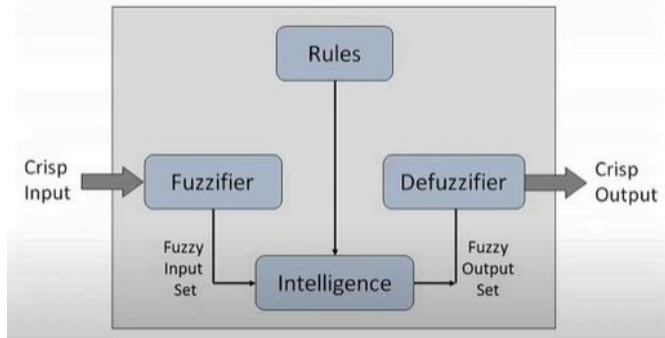 Rules
Crisp
Input
Fuzzifier
Defuzzifier
Crisp
Output
Fuzzy
Input
Set
Intelligence
Fuzzy
Output
Set